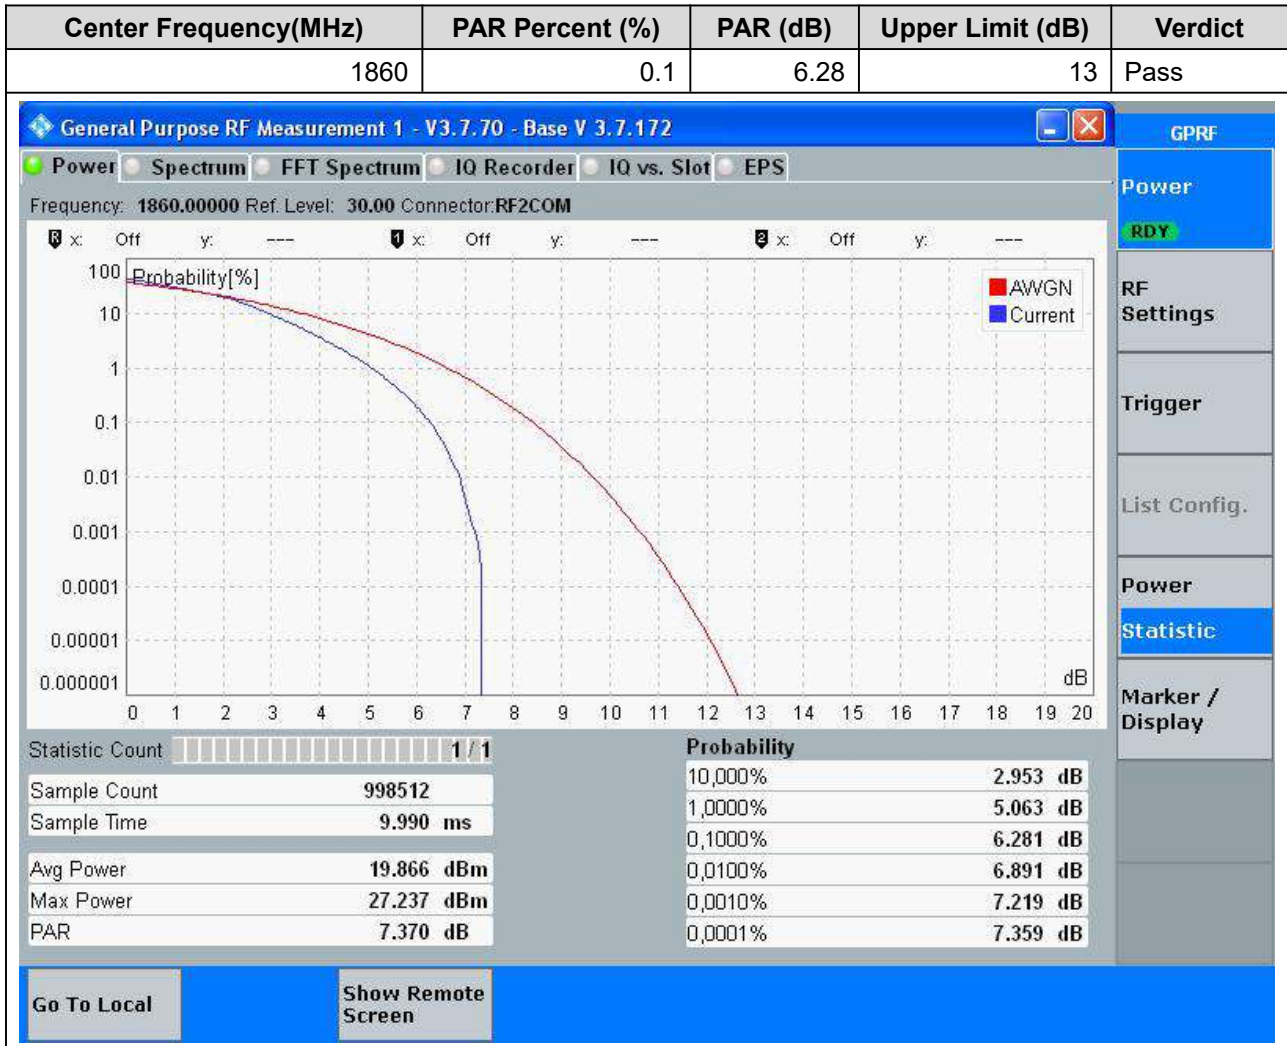 Center Frequency(MHz) PAR Percent (%) PAR (dB) Upper Limit (dB) Verdict
1860 0.1 6.28 13 Pass
General Purpose RF Measurement 1 - V3.7.70 - Base V 3.7.172
GPRF
Power Spectrum FFT Spectrum IQ Recorder IQ vs. Slot EPS
Frequency: 1860.00000 Ref. Level: 30.00 Connector:RF2COM
R x: Off y: --- 1 x: Off y: --- 2 x: Off y: ---
Probability[%]
100
10
1
0.1
0.01
0.001
0.0001
0.00001
0.000001
AWGN
Current
dB
0 1 2 3 4 5 6 7 8 9 10 11 12 13 14 15 16 17 18 19 20
Statistic Count 1 / 1
Sample Count 998512
Sample Time 9.990 ms
Avg Power 19.866 dBm
Max Power 27.237 dBm
PAR 7.370 dB
Probability
10,000% 2.953 dB
1,0000% 5.063 dB
0,1000% 6.281 dB
0,0100% 6.891 dB
0,0010% 7.219 dB
0,0001% 7.359 dB
Power
RDY
RF
Settings
Trigger
List Config.
Power
Statistic
Marker /
Display
Go To Local
Show Remote
Screen